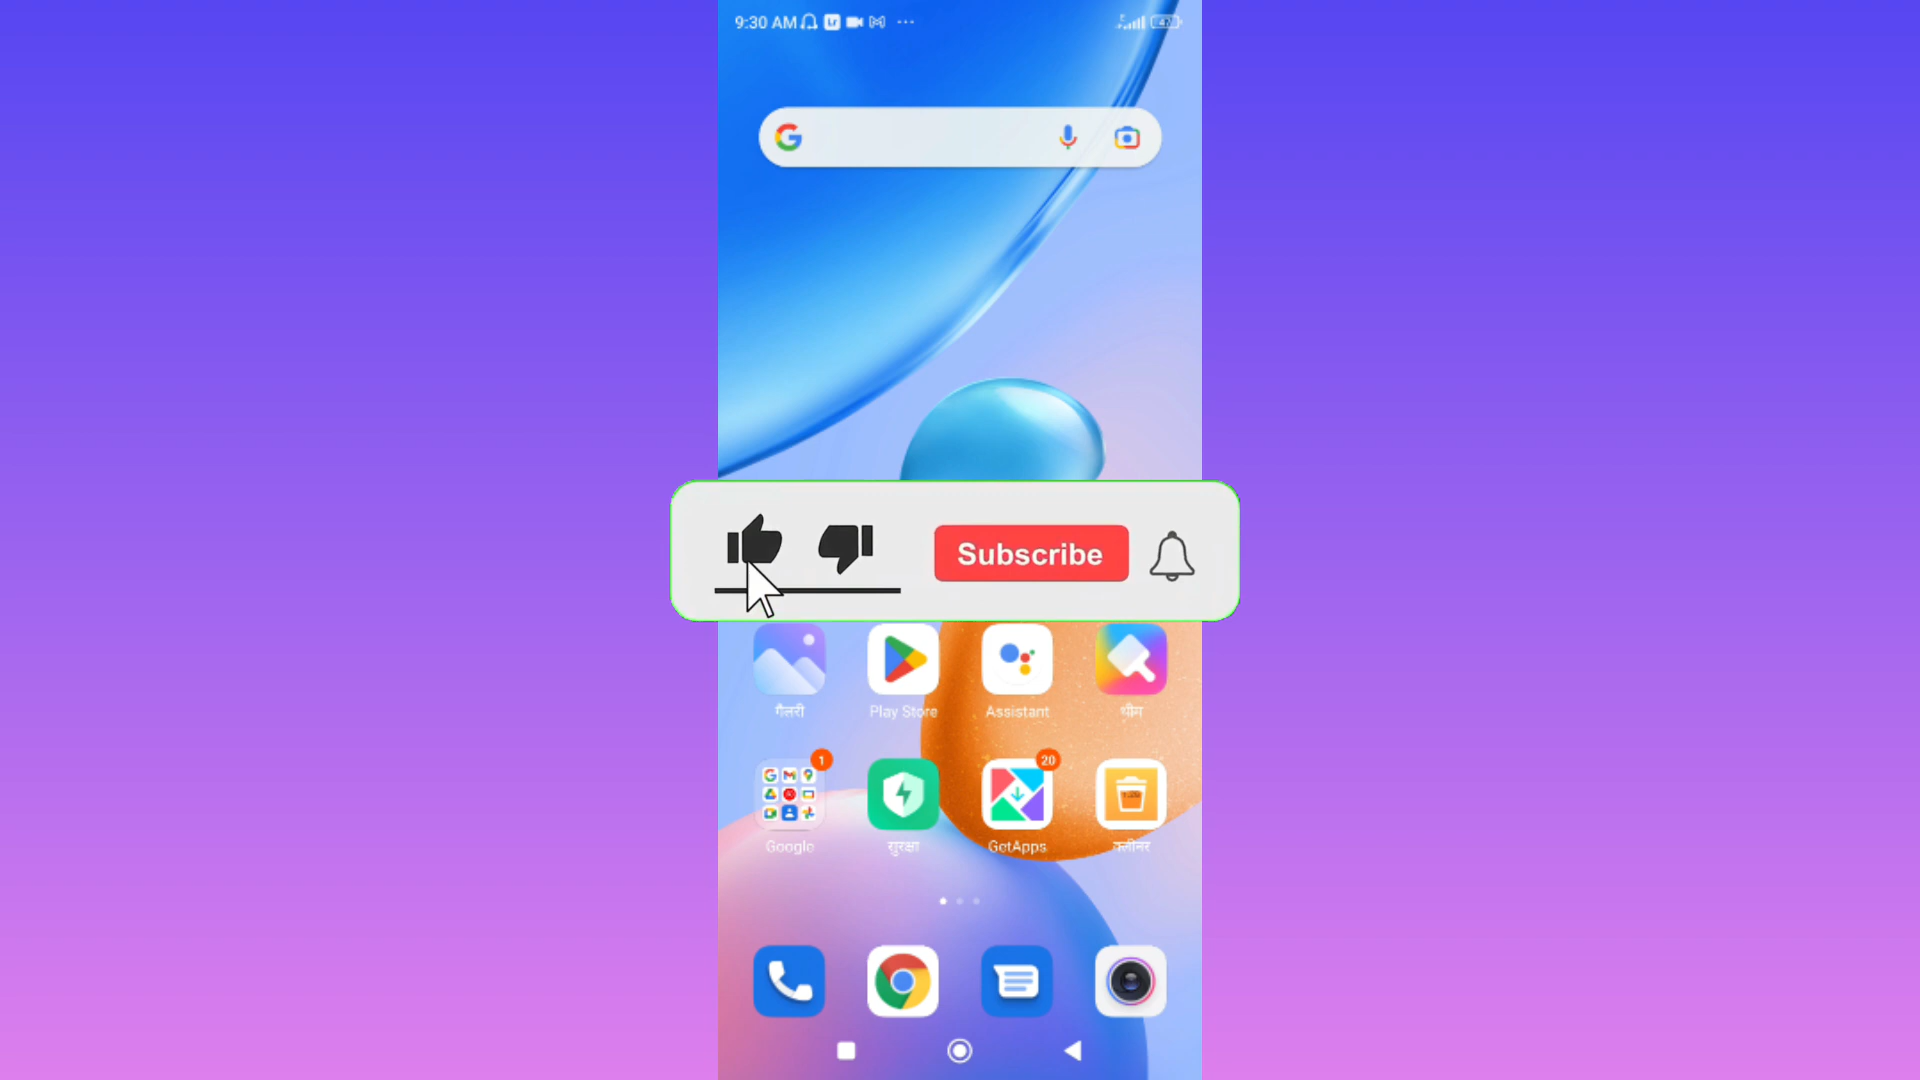 9:30 AM
Subscribe
गैलरी
Play Store
Assistant
थीम
1
20
Google
सुरक्षा
GetApps
क्लीनर